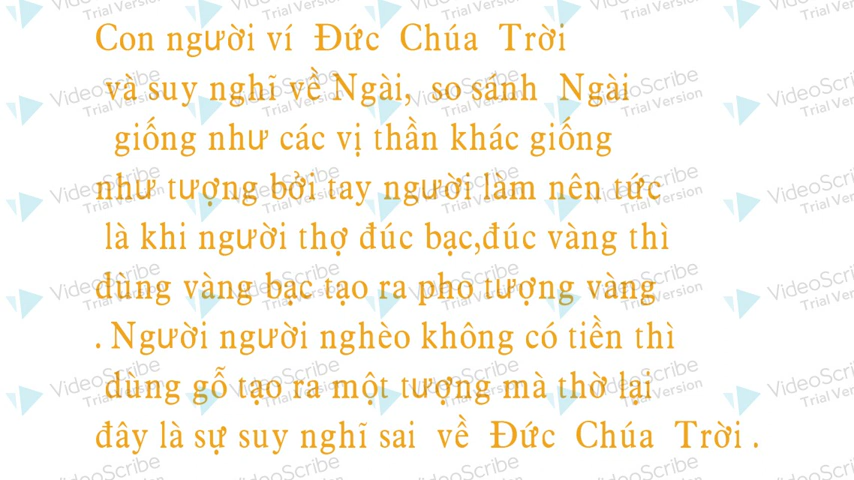 Con người ví Đức Chúa Trời
và suy nghĩ về Ngài, so sánh Ngài
giống như các vị thần khác giống
như tượng bởi tay người làm nên tức
là khi người thợ đúc bạc,đúc vàng thì
dùng vàng bạc tạo ra pho tượng vàng
. Người người nghèo không có tiền thì
dùng gỗ tạo ra một tượng mà thờ lại
đây là sự suy nghĩ sai về Đức Chúa Trời .
VideoScribe
Trial Version